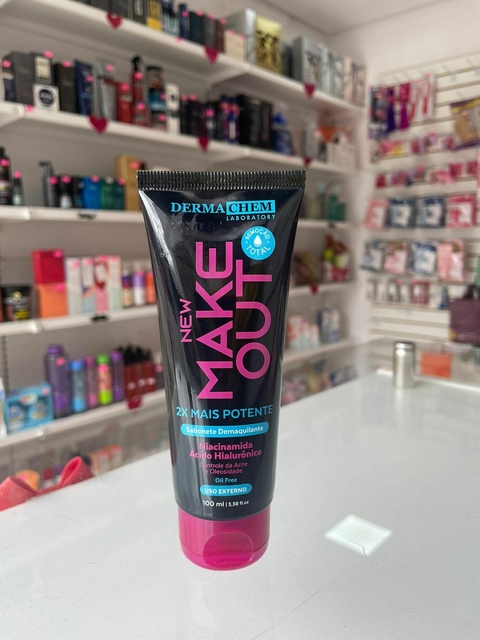 DERMACHEM
LABORATORY
REMOÇÃO
TOTAL
NEW
MAKE
OUT
2X MAIS POTENTE
Sabonete Demaquilante
Niacinamida
Ácido Hialurônico
Controle da Acne
e Oleosidade
Oil Free
USO EXTERNO
100 ml | 3,38 fl.oz